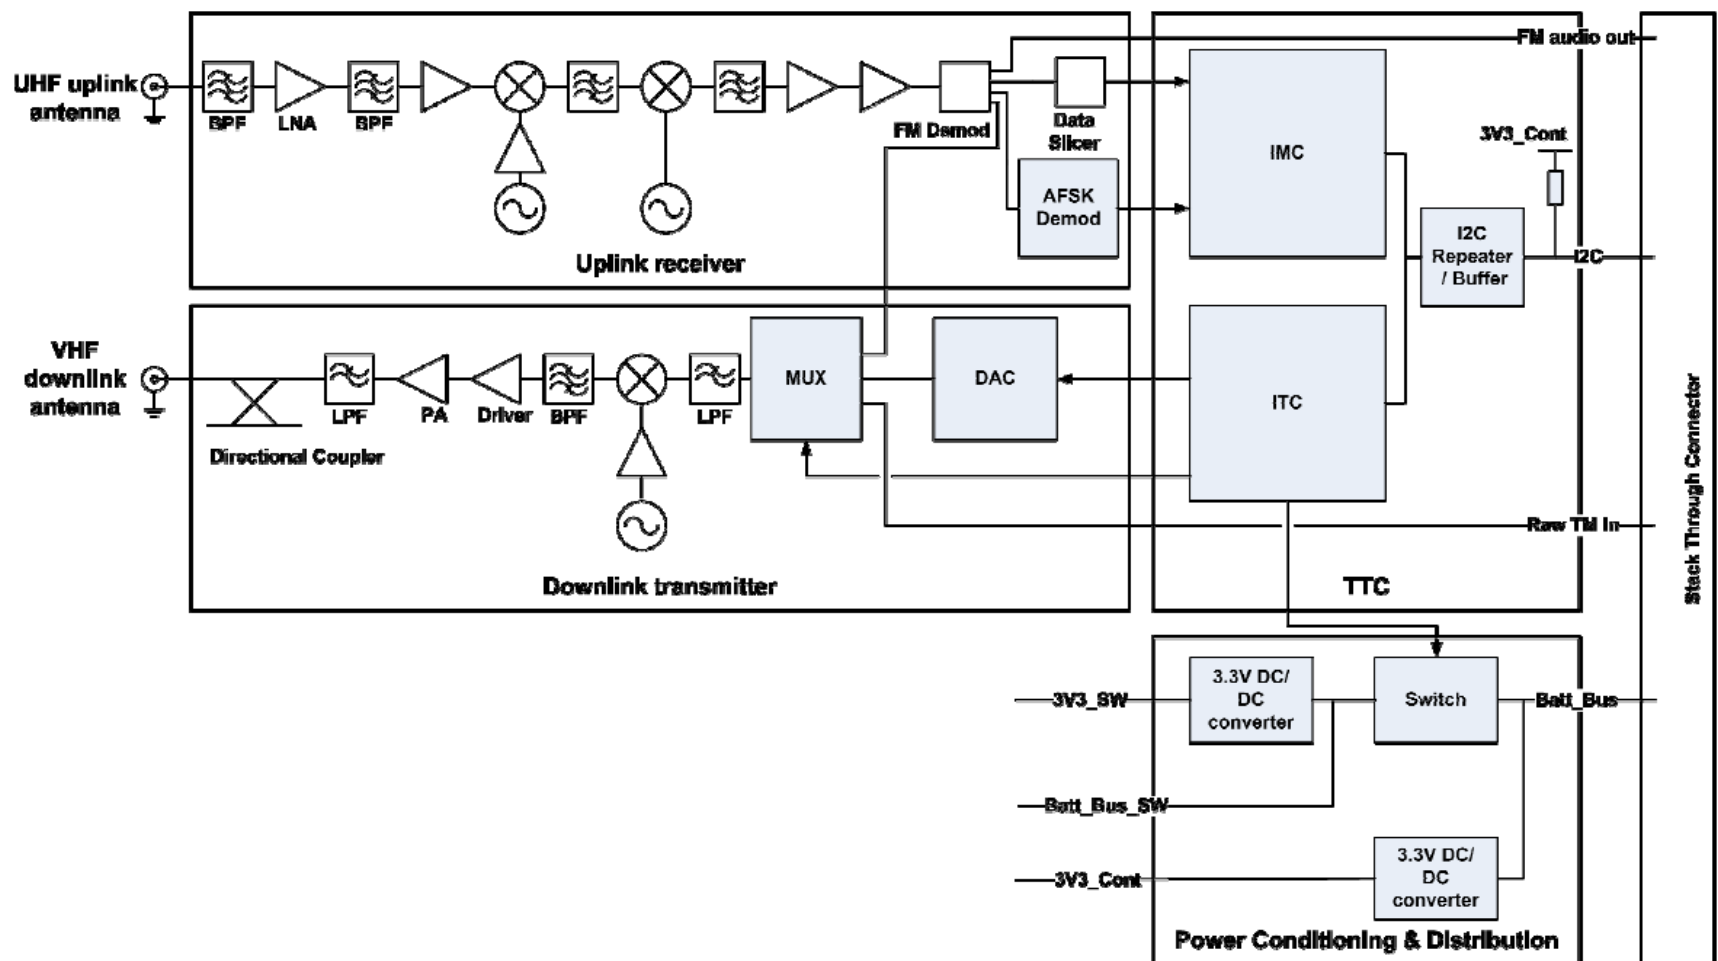 FM audio out
UHF uplink
antenna
BPF
LNA
BPF
FM Demod
Data
Slicer
AFSK
Demod
IMC
3V3_Cont
I2C
Repeater
/ Buffer
I2C
Uplink receiver
VHF
downlink
antenna
LPF
PA
Driver
BPF
LPF
MUX
DAC
ITC
Directional Coupler
Raw TM In
Downlink transmitter
TTC
Stack Through Connector
3V3_SW
3.3V DC/
DC
converter
Switch
Batt_Bus
Batt_Bus_SW
3V3_Cont
3.3V DC/
DC
converter
Power Conditioning & Distribution